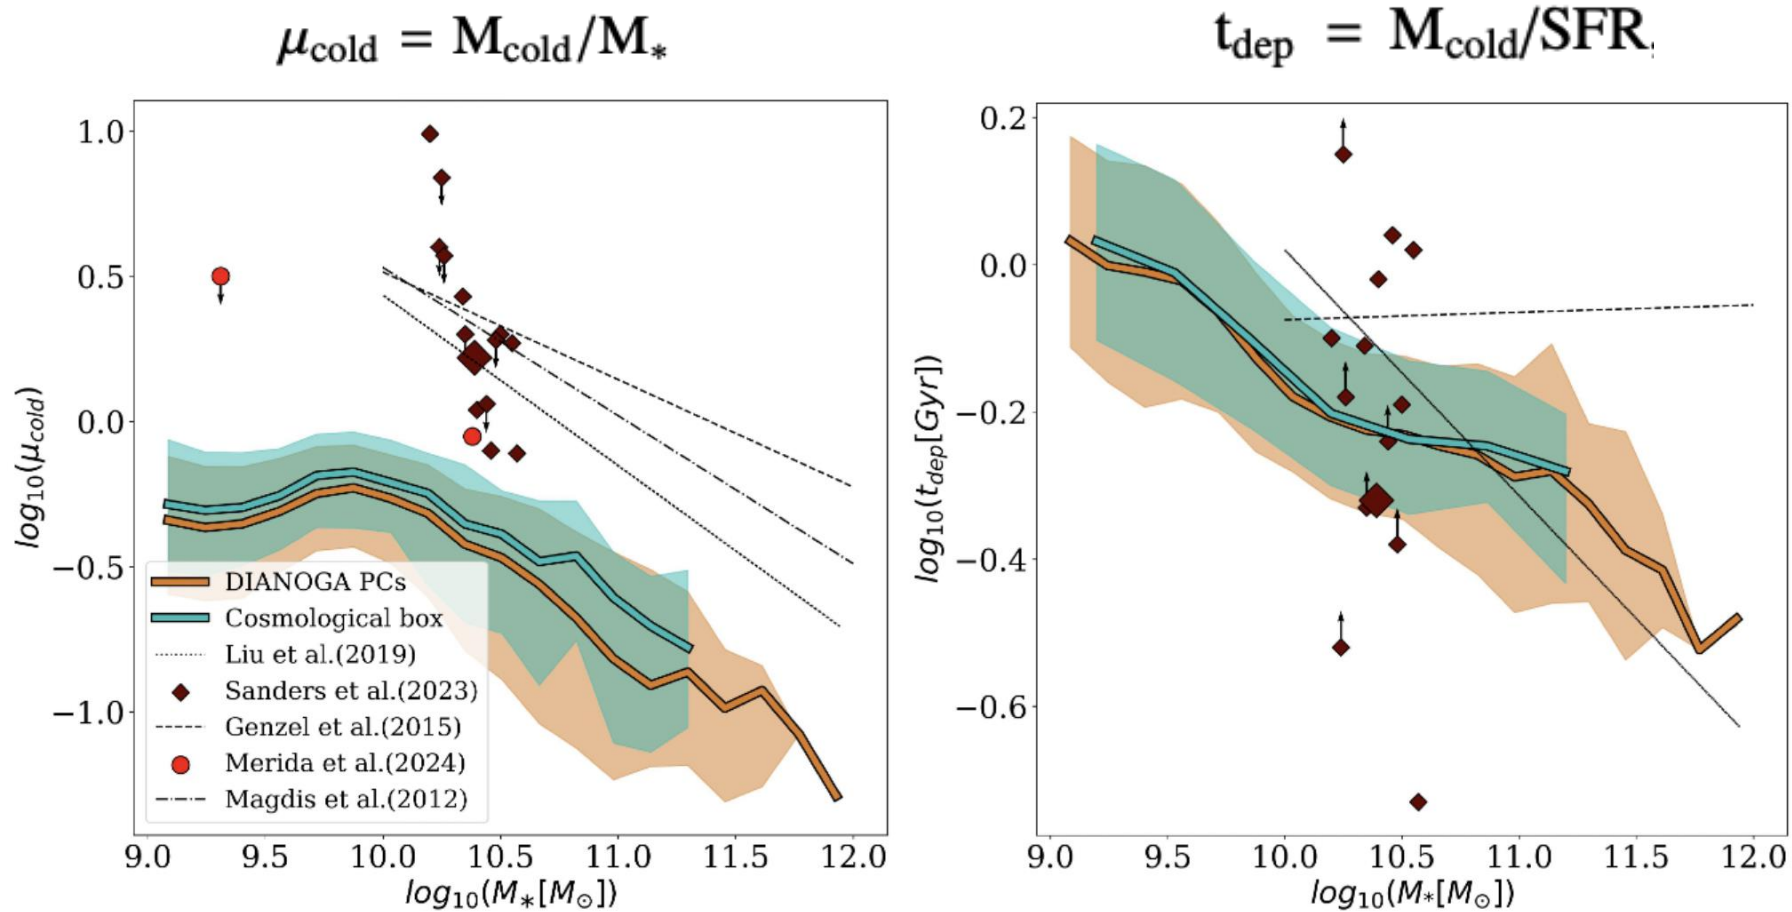 μcold = Mcold/M*
tdep = Mcold/SFR.
1.0
0.5
0.0
−0.5
−1.0
log10(μcold)
DIANOGA PCs
Cosmological box
Liu et al.(2019)
Sanders et al.(2023)
Genzel et al.(2015)
Merida et al.(2024)
Magdis et al.(2012)
9.0 9.5 10.0 10.5 11.0 11.5 12.0
log10(M*[M⊙])
0.2
0.0
−0.2
−0.4
−0.6
log10(tdep[Gyr])
9.0 9.5 10.0 10.5 11.0 11.5 12.0
log10(M*[M⊙])